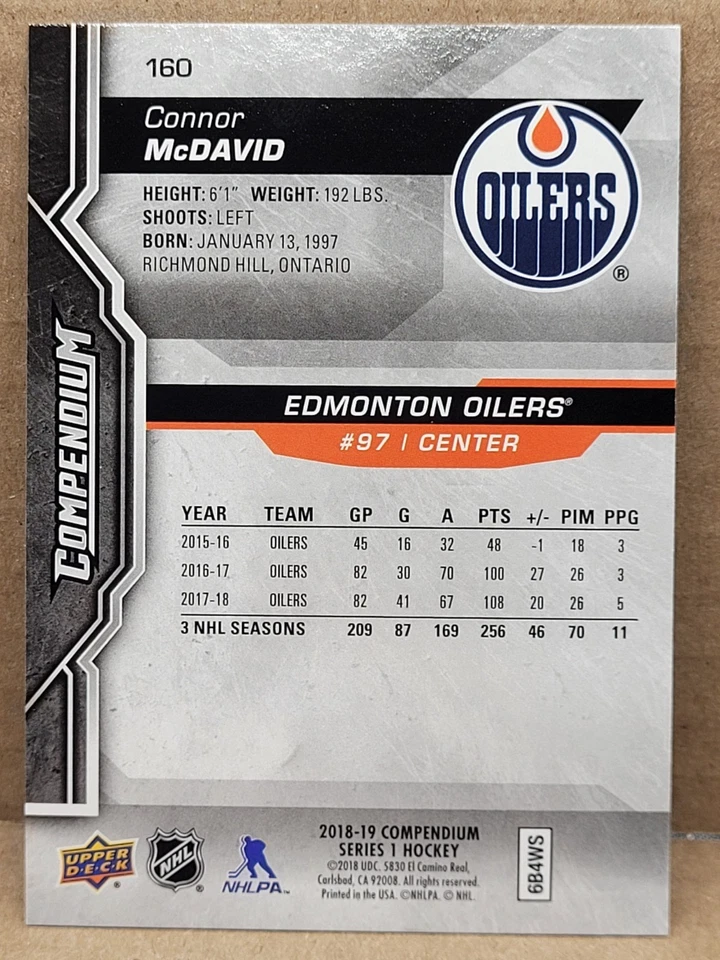 160
Connor
McDAVID
OILERS
®
HEIGHT: 6'1" WEIGHT: 192 LBS.
SHOOTS: LEFT
BORN: JANUARY 13, 1997
RICHMOND HILL, ONTARIO
COMPENDIUM
EDMONTON OILERS®
#97 | CENTER
YEAR TEAM GP G A PTS +/- PIM PPG
2015-16 OILERS 45 16 32 48 -1 18 3
2016-17 OILERS 82 30 70 100 27 26 3
2017-18 OILERS 82 41 67 108 20 26 5
3 NHL SEASONS 209 87 169 256 46 70 11
UPPER
DECK ®
NHL ®
NHLPA™
2018-19 COMPENDIUM
SERIES 1 HOCKEY
©2018 UDC. 5830 El Camino Real,
Carlsbad, CA 92008. All rights reserved.
Printed in the USA. ©NHLPA. © NHL.
6B4WS